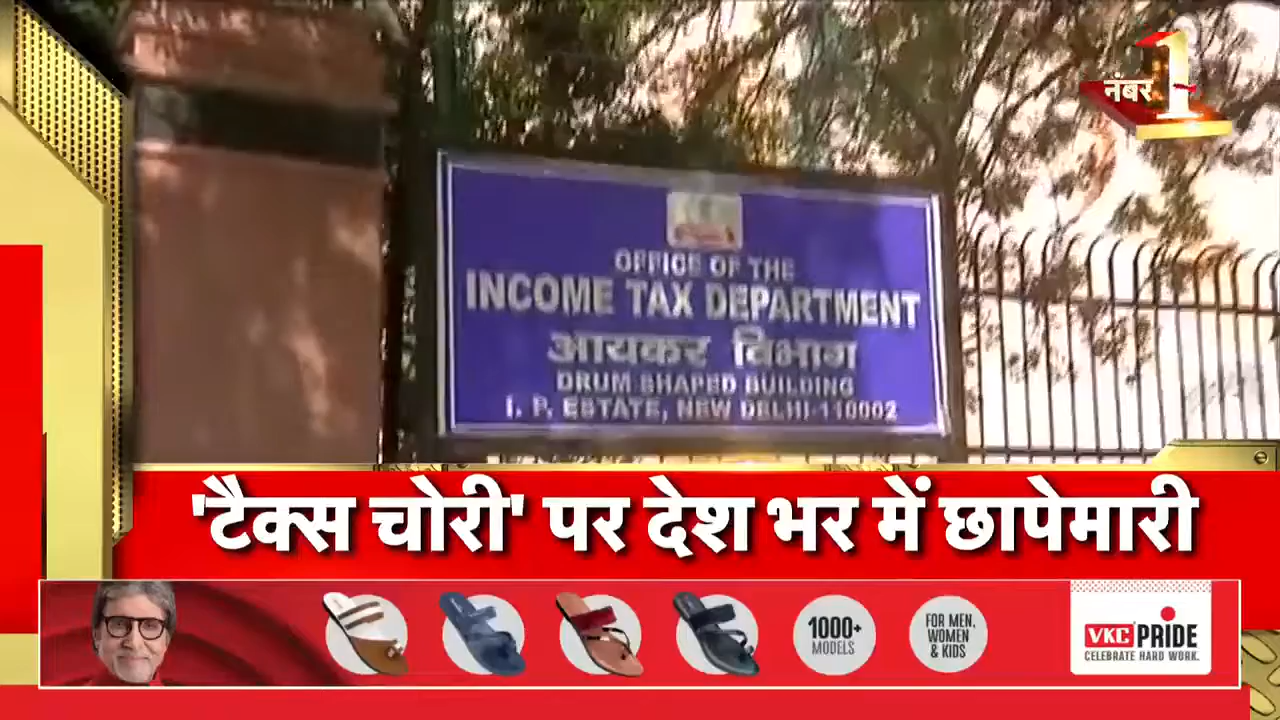 नंबर 1
OFFICE OF THE
INCOME TAX DEPARTMENT
आयकर विभाग
DRUM SHAPED BUILDING
I. P. ESTATE, NEW DELHI-110002
'टैक्स चोरी' पर देश भर में छापेमारी
1000+
MODELS
FOR MEN,
WOMEN
& KIDS
VKC PRIDE
CELEBRATE HARD WORK.